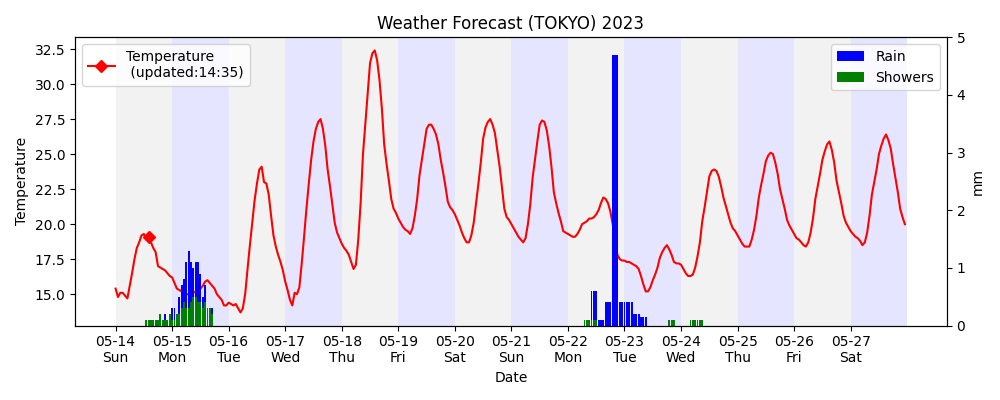 Weather Forecast (TOKYO) 2023
Temperature
(updated:14:35)
Rain
Showers
Temperature
32.5
30.0
27.5
25.0
22.5
20.0
17.5
15.0
5
4
3
2
1
0
mm
05-14 05-15 05-16 05-17 05-18 05-19 05-20 05-21 05-22 05-23 05-24 05-25 05-26 05-27
Sun Mon Tue Wed Thu Fri Sat Sun Mon Tue Wed Thu Fri Sat
Date